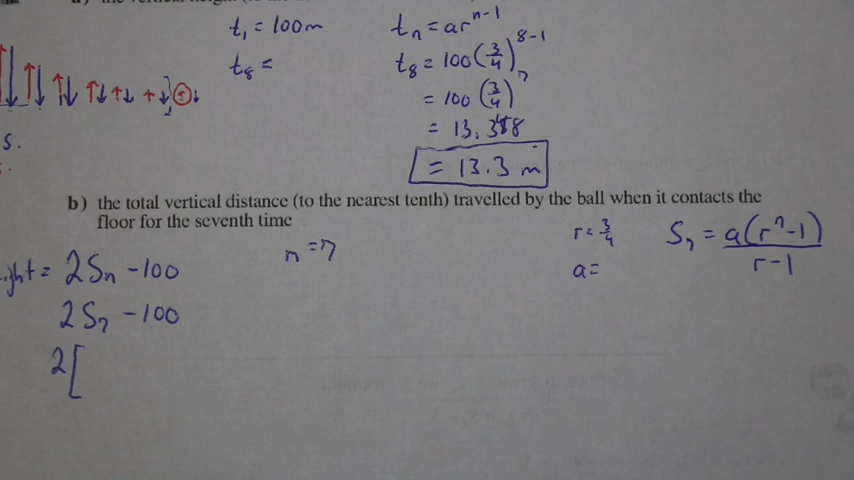 t₁ = 100m
t₈ =
tₙ = arⁿ⁻¹
t₈ = 100(3/4)⁸⁻¹
= 100(3/4)⁷
= 13.348
= 13.3 m
s.
b) the total vertical distance (to the nearest tenth) travelled by the ball when it contacts the
floor for the seventh time
n = 7
r = 3/4
a =
S₇ = a(r⁷-1)/r-1
ight = 2Sn - 100
2S₇ - 100
2[